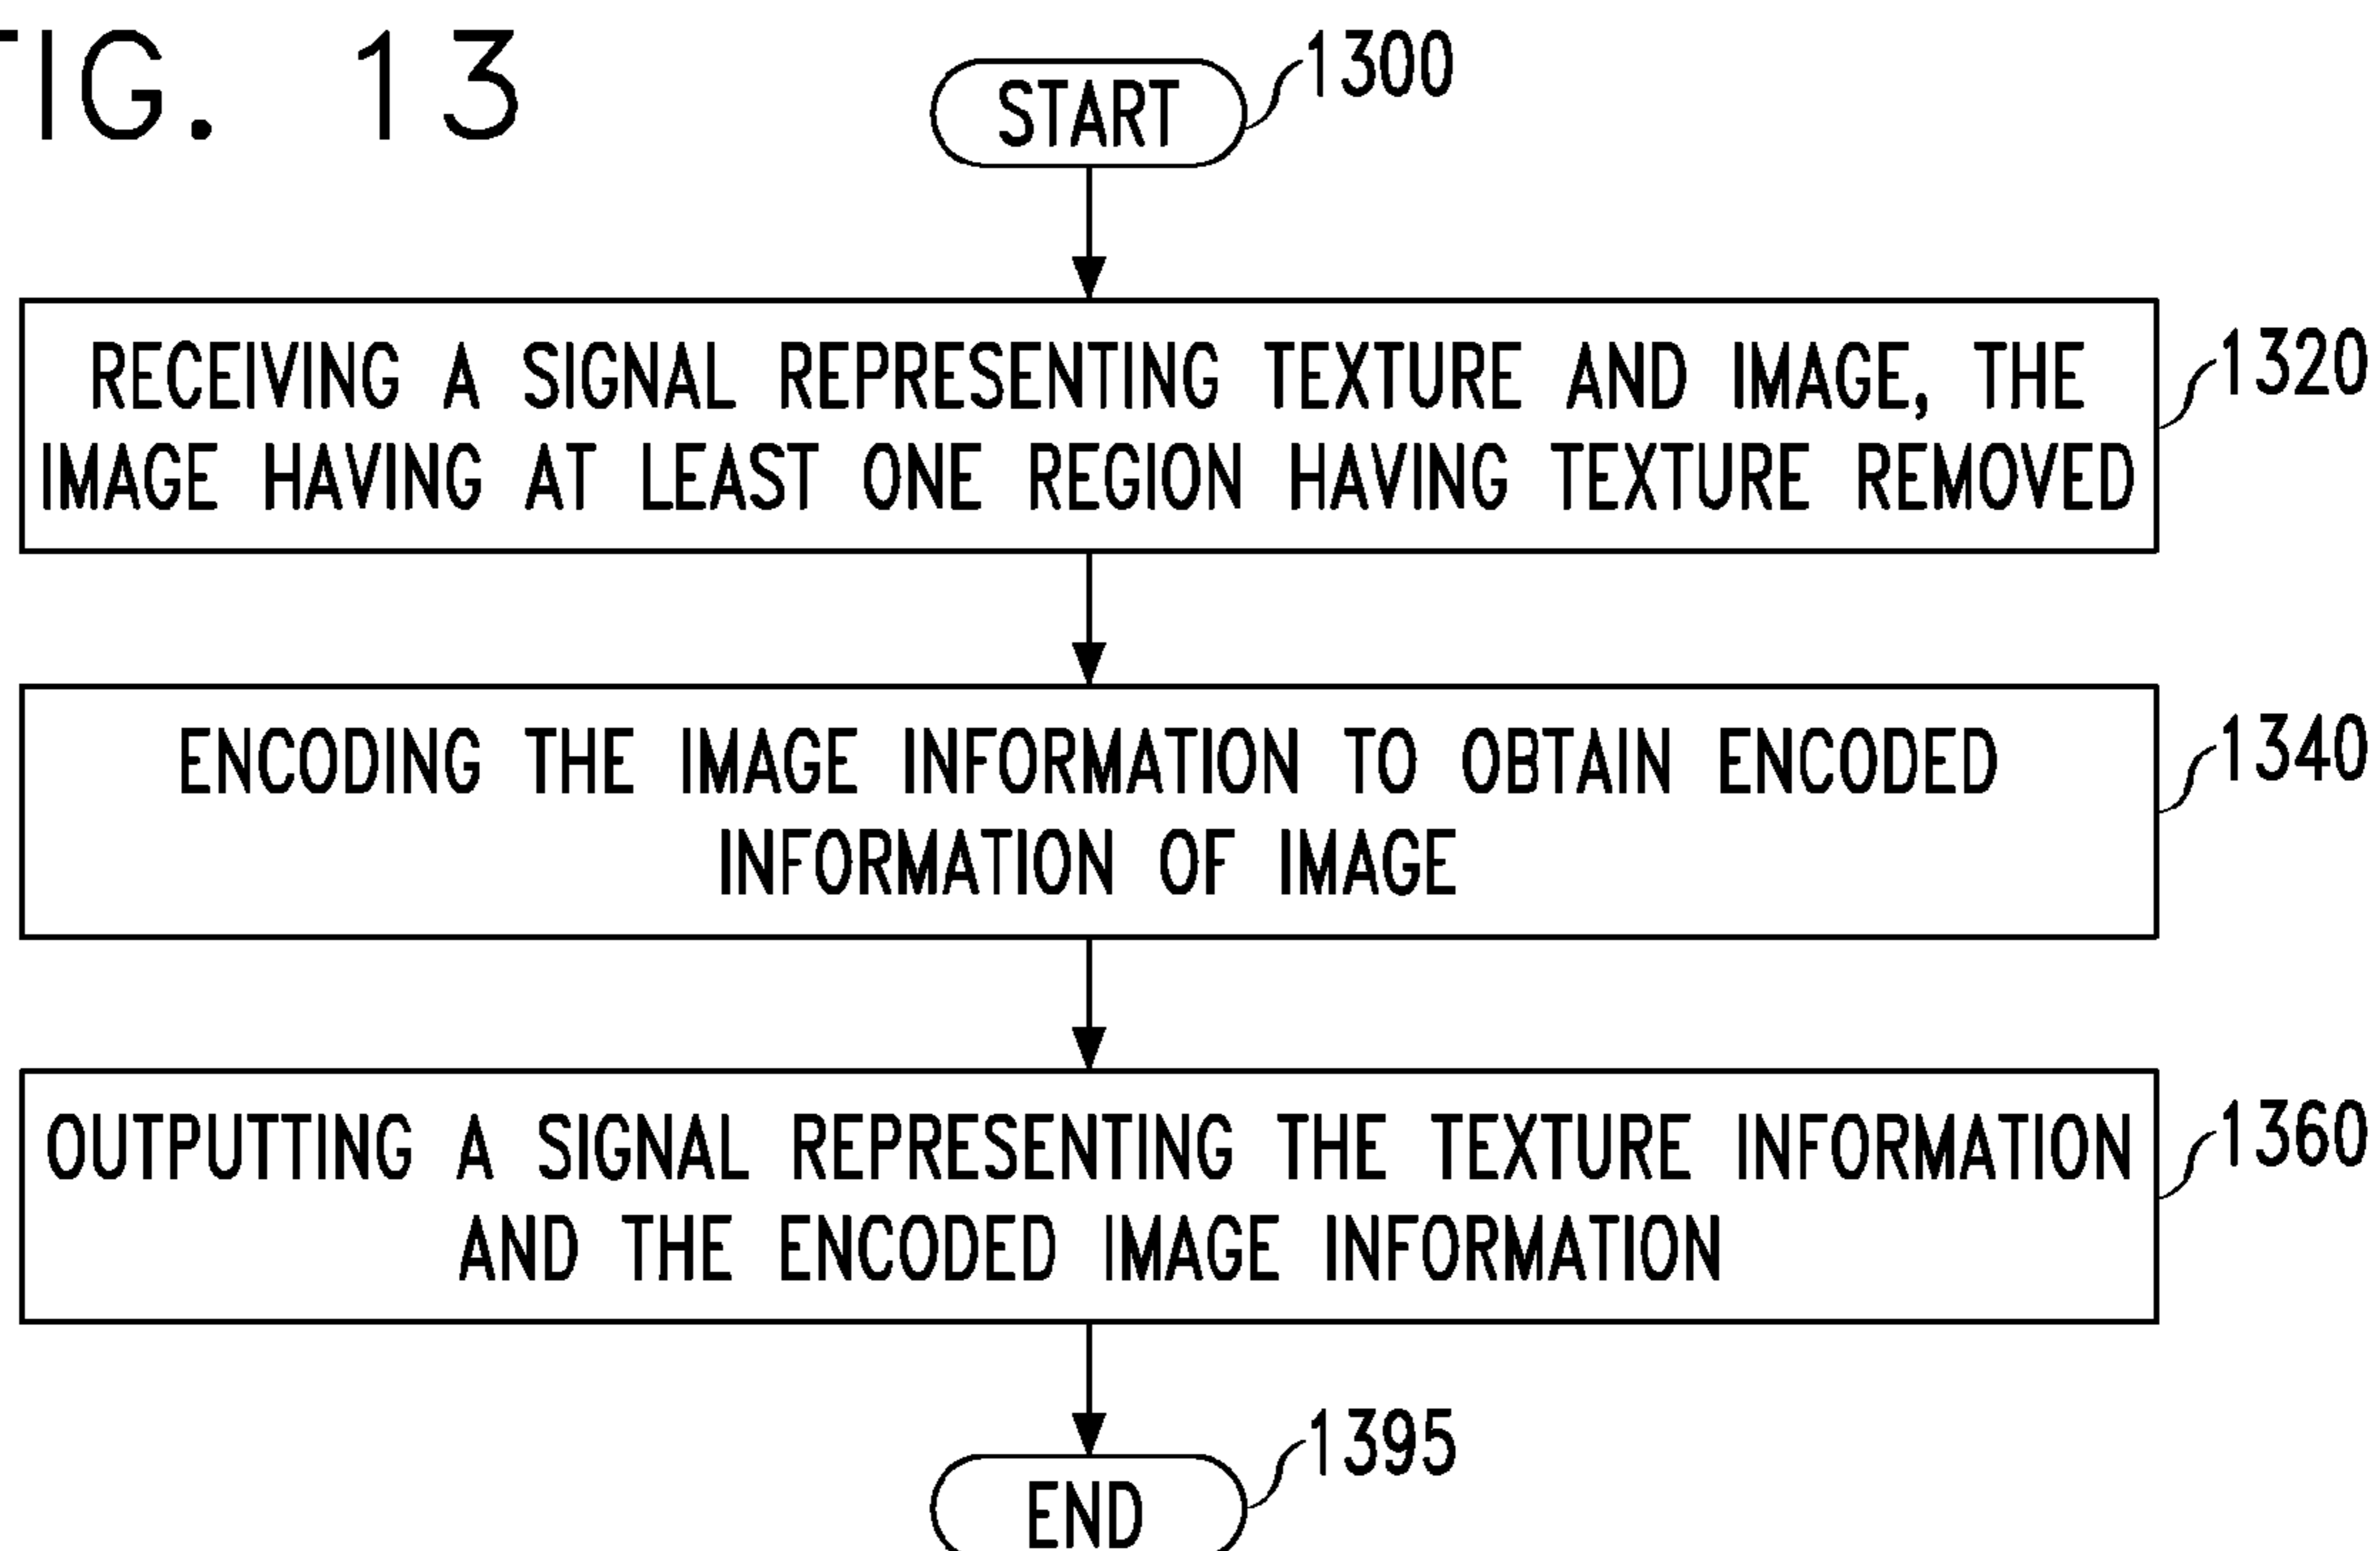 FIG. 13
START
1300
RECEIVING A SIGNAL REPRESENTING TEXTURE AND IMAGE, THE
IMAGE HAVING AT LEAST ONE REGION HAVING TEXTURE REMOVED
1320
ENCODING THE IMAGE INFORMATION TO OBTAIN ENCODED
INFORMATION OF IMAGE
1340
OUTPUTTING A SIGNAL REPRESENTING THE TEXTURE INFORMATION
AND THE ENCODED IMAGE INFORMATION
1360
1395
END